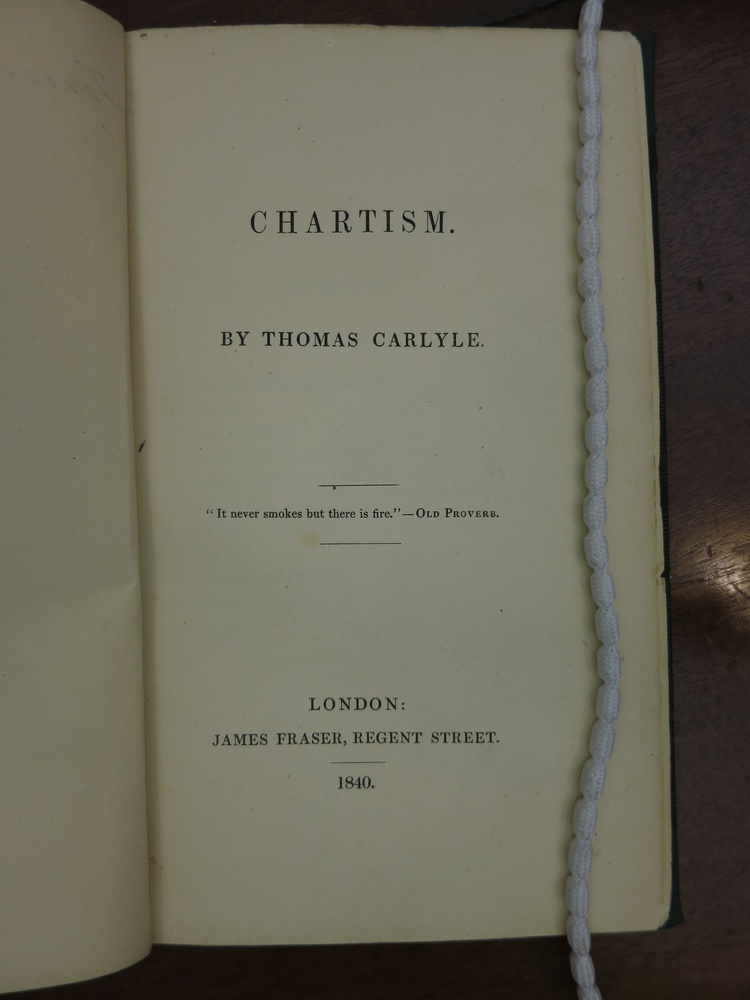 CHARTISM.
BY THOMAS CARLYLE.
“ It never smokes but there is fire.”—OLD PROVERB.
LONDON:
JAMES FRASER, REGENT STREET.
1840.